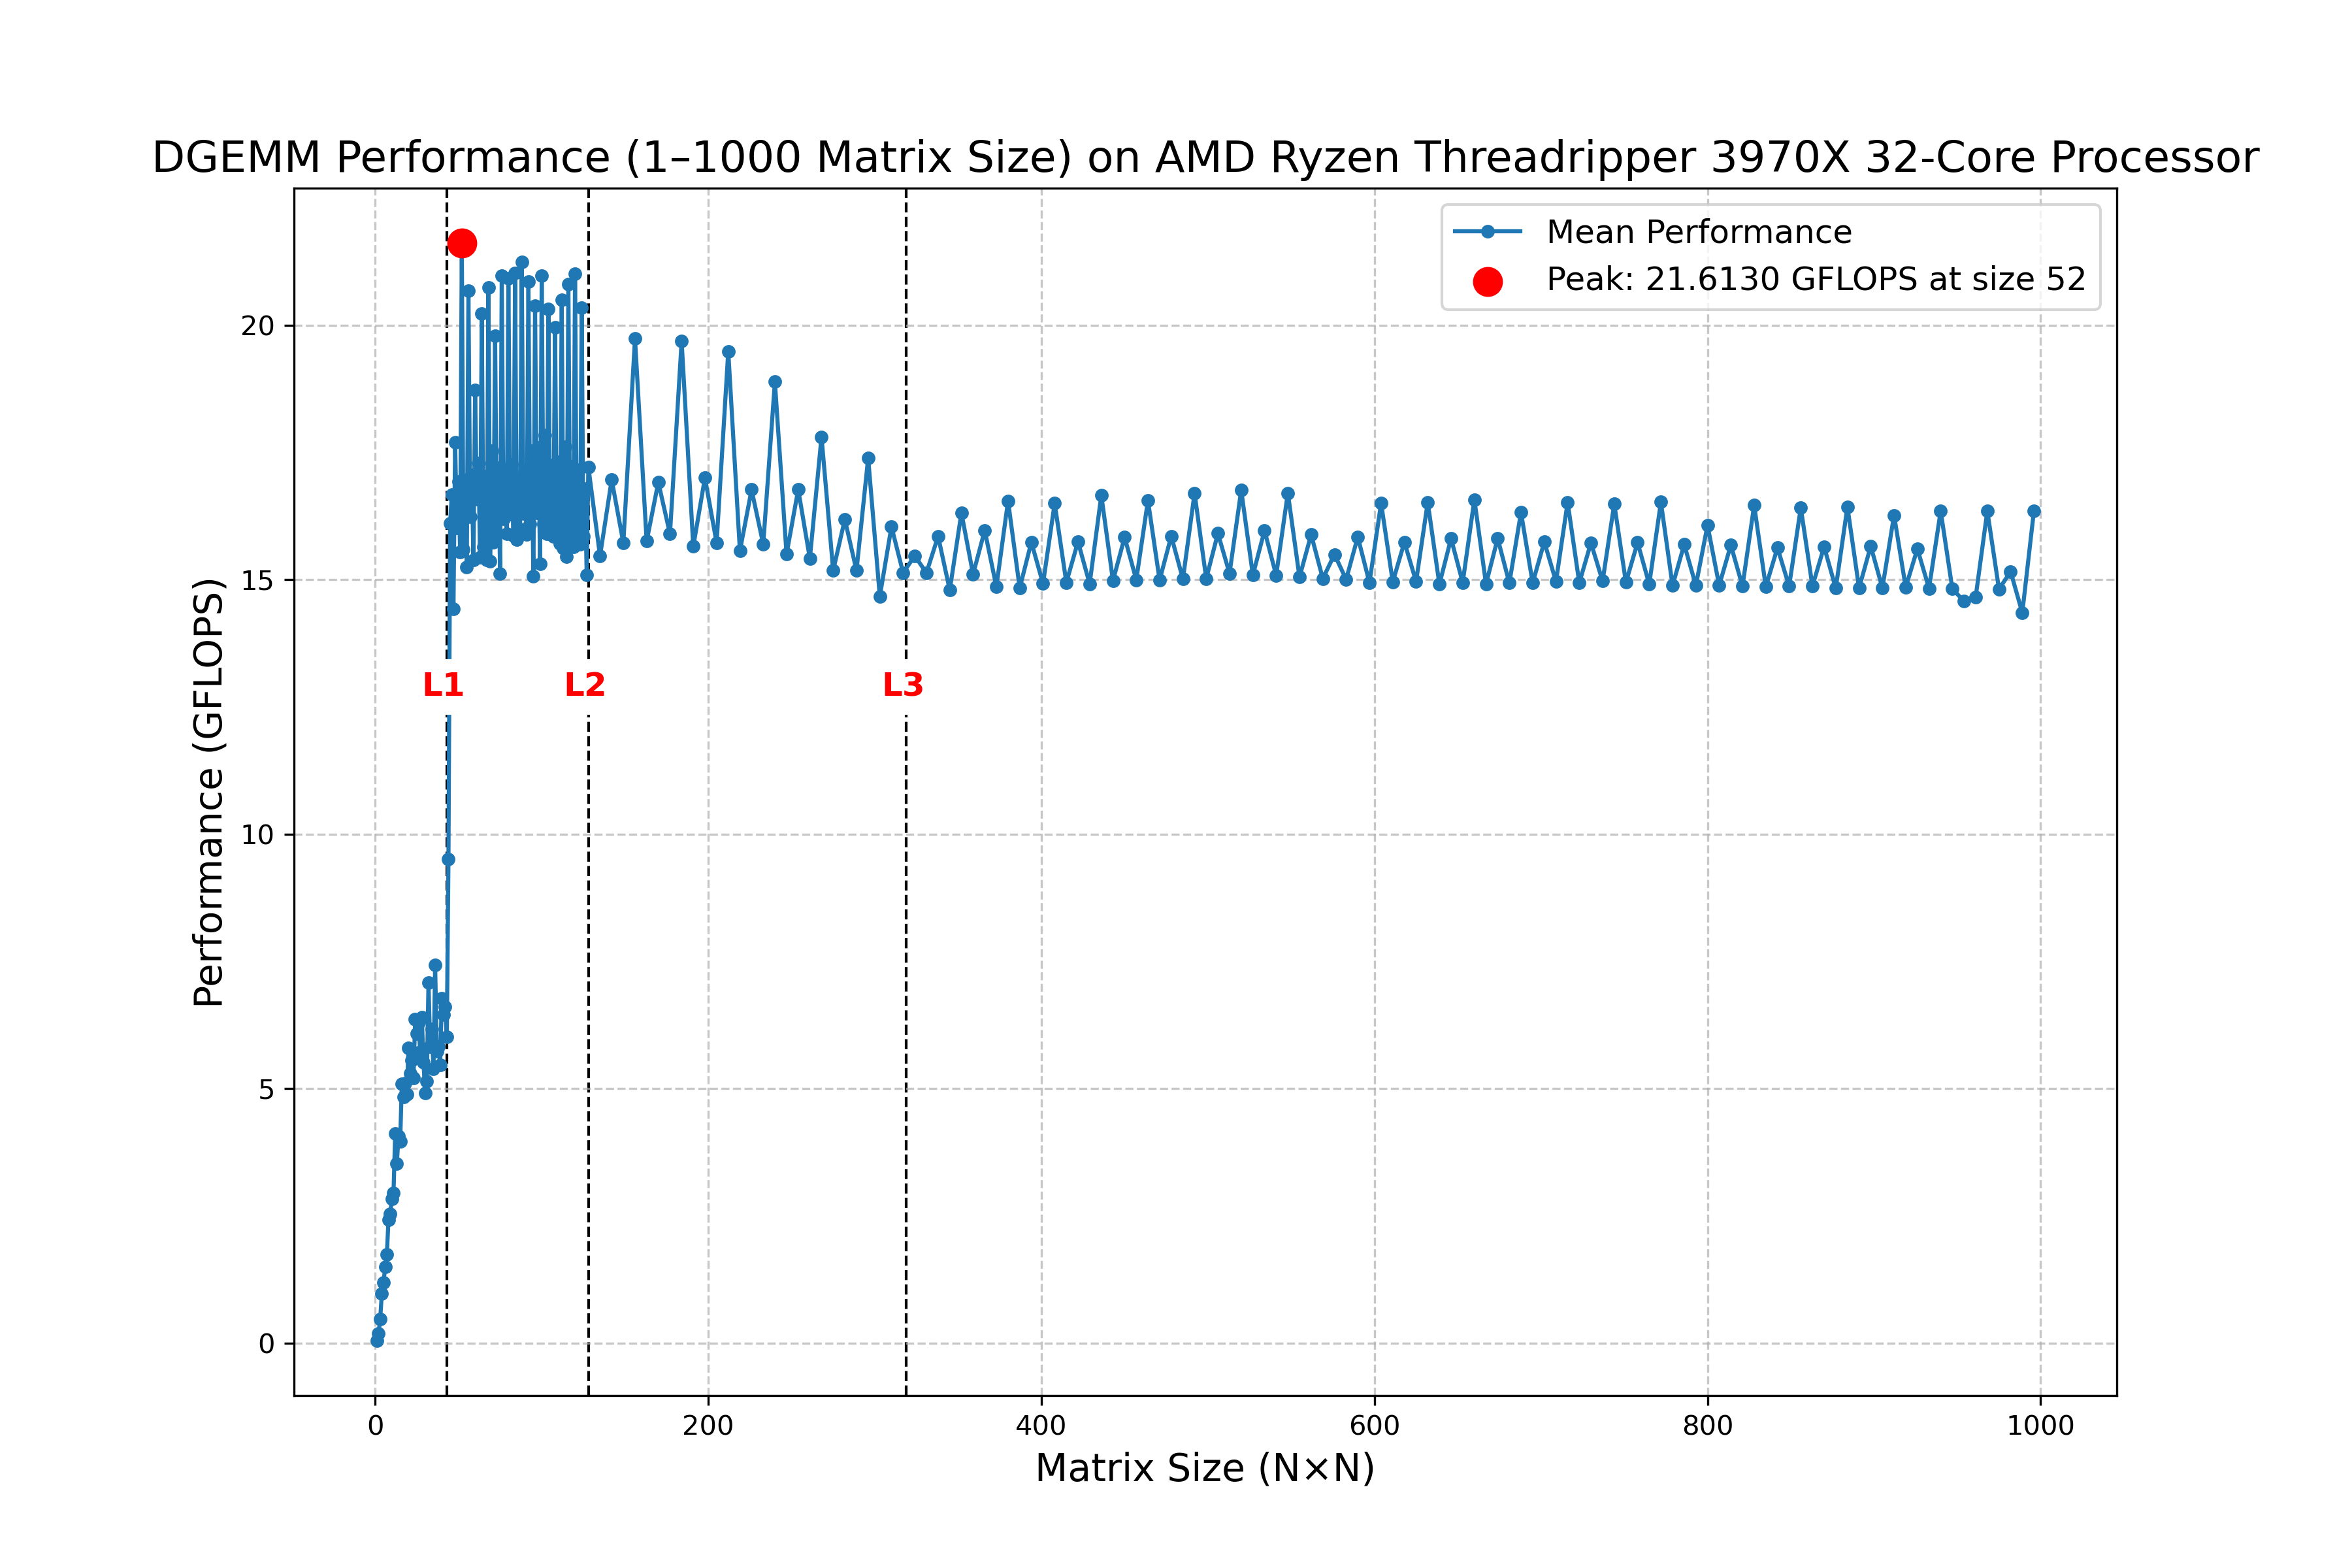 DGEMM Performance (1–1000 Matrix Size) on AMD Ryzen Threadripper 3970X 32-Core Processor
Mean Performance
Peak: 21.6130 GFLOPS at size 52
Performance (GFLOPS)
20
15
10
5
0
L1
L2
L3
0
200
400
600
800
1000
Matrix Size (N×N)